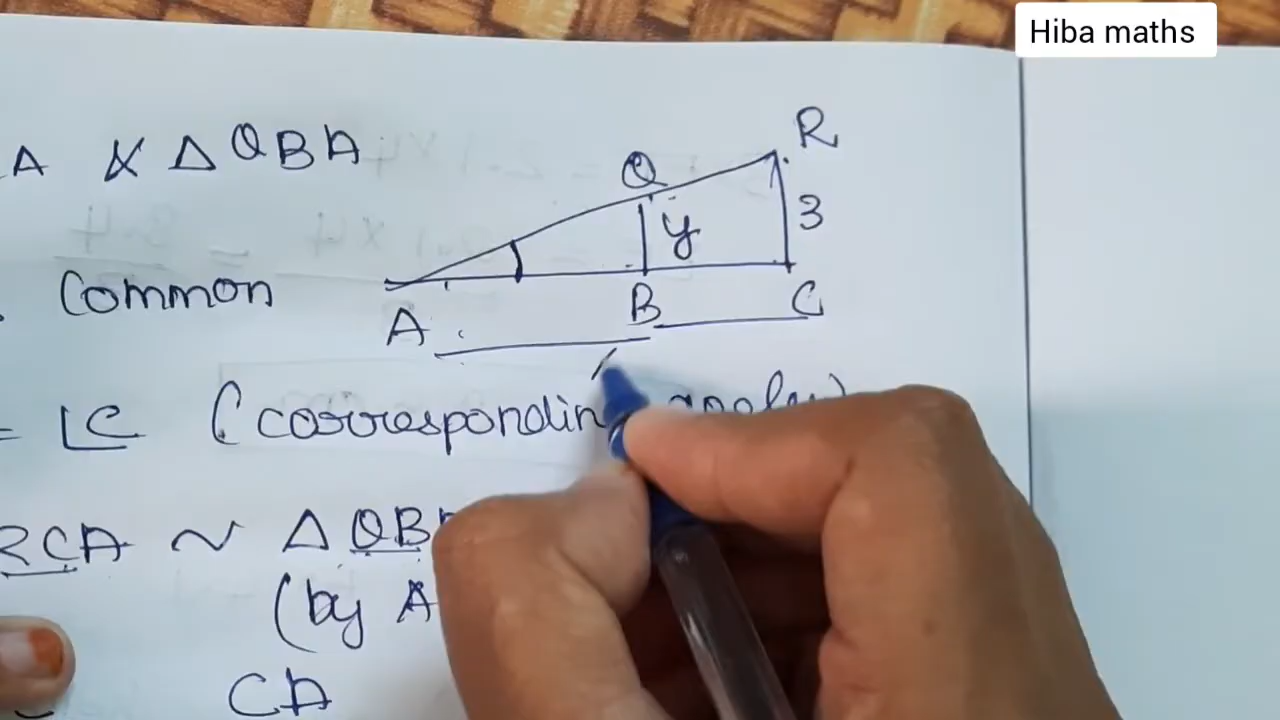 Hiba maths
A & △ QBA
R
Q
y
3
Common
A
B
C
= ∠C (corresponding
RCA ~ △ QB
(by A
CA